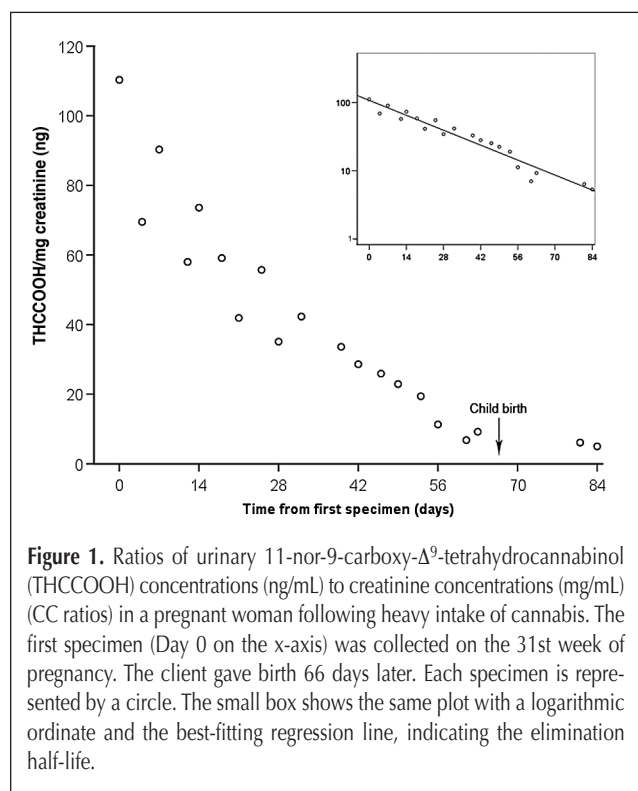 120
100
80
60
40
20
0
THCCOOH/mg creatinine (ng)
100
10
1
0 14 28 42 56 70 84
Child birth
0 14 28 42 56 70 84
Time from first specimen (days)
Figure 1. Ratios of urinary 11-nor-9-carboxy-Δ⁹-tetrahydrocannabinol
(THCCOOH) concentrations (ng/mL) to creatinine concentrations (mg/mL)
(CC ratios) in a pregnant woman following heavy intake of cannabis. The
first specimen (Day 0 on the x-axis) was collected on the 31st week of
pregnancy. The client gave birth 66 days later. Each specimen is repre-
sented by a circle. The small box shows the same plot with a logarithmic
ordinate and the best-fitting regression line, indicating the elimination
half-life.